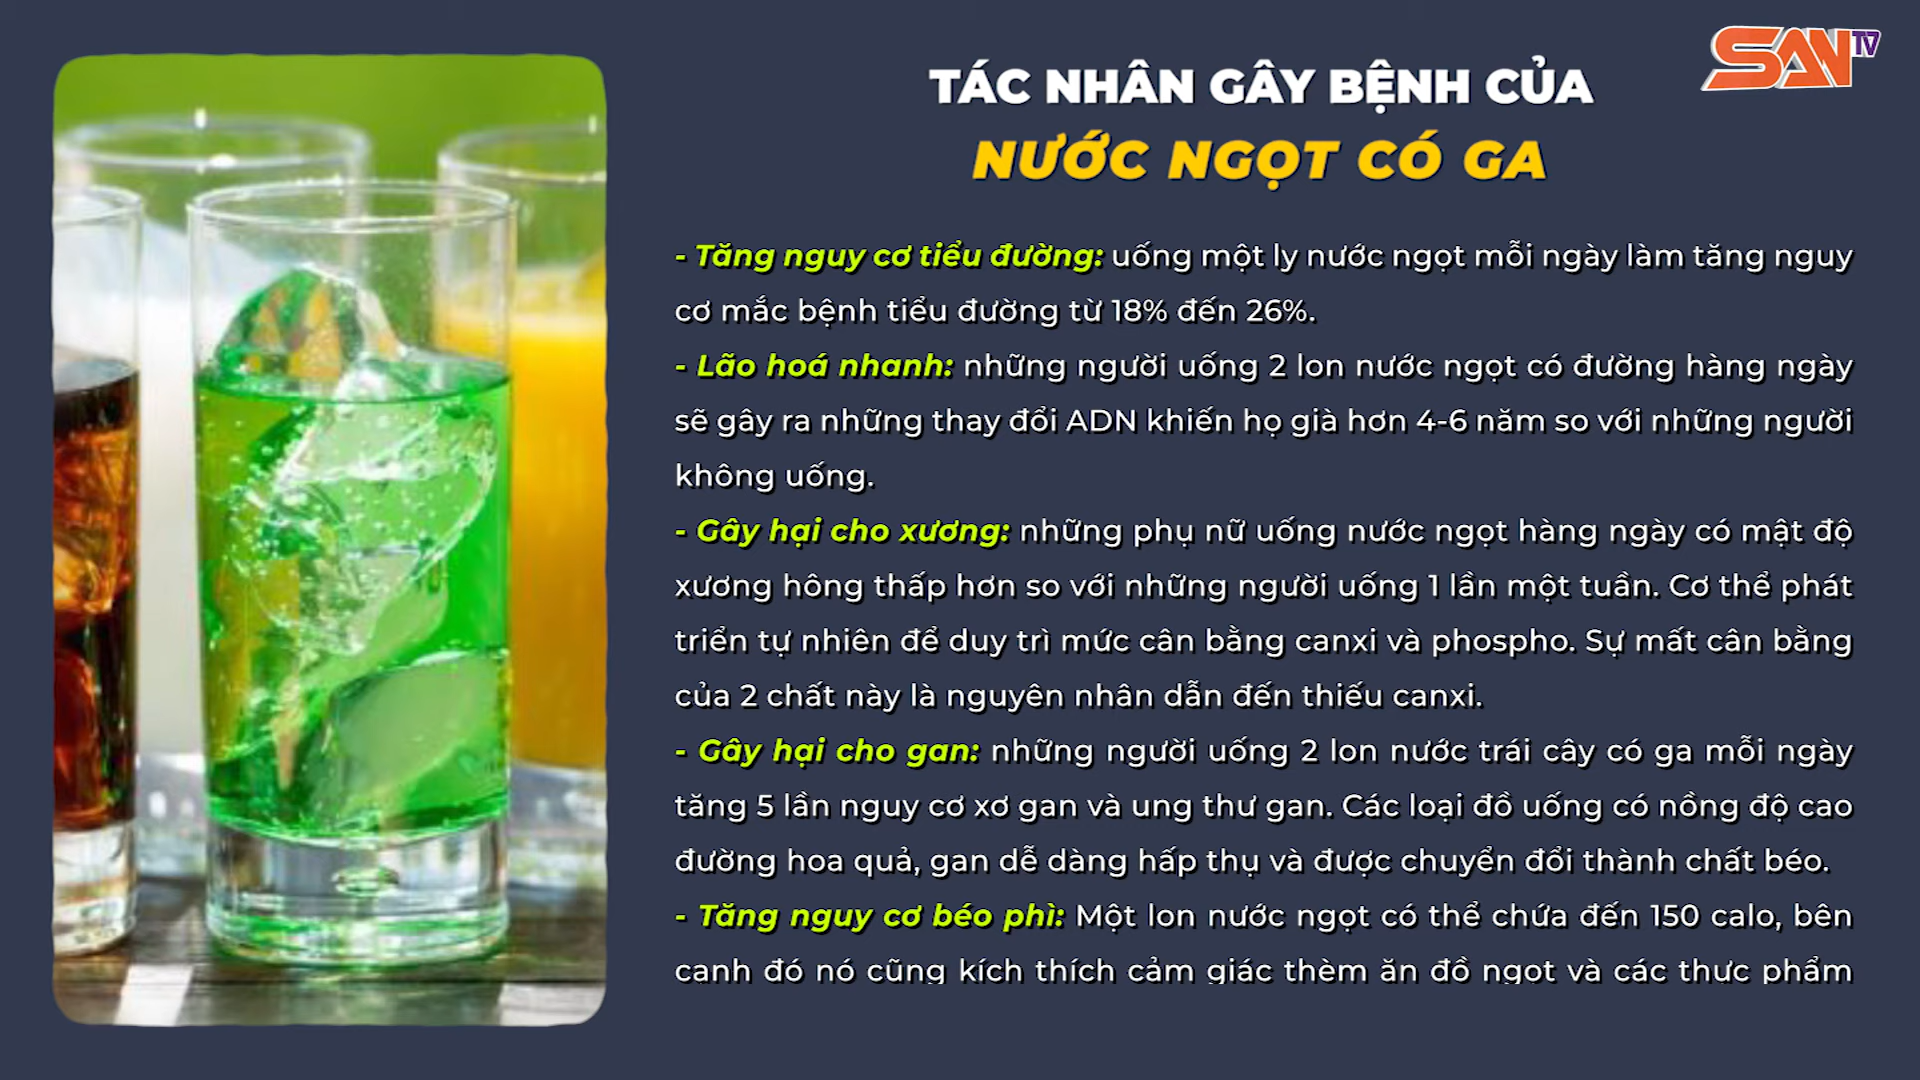 SAN TV
TÁC NHÂN GÂY BỆNH CỦA
NƯỚC NGỌT CÓ GA
- Tăng nguy cơ tiểu đường: uống một ly nước ngọt mỗi ngày làm tăng nguy
cơ mắc bệnh tiểu đường từ 18% đến 26%.
- Lão hoá nhanh: những người uống 2 lon nước ngọt có đường hàng ngày
sẽ gây ra những thay đổi ADN khiến họ già hơn 4-6 năm so với những người
không uống.
- Gây hại cho xương: những phụ nữ uống nước ngọt hàng ngày có mật độ
xương hông thấp hơn so với những người uống 1 lần một tuần. Cơ thể phát
triển tự nhiên để duy trì mức cân bằng canxi và phospho. Sự mất cân bằng
của 2 chất này là nguyên nhân dẫn đến thiếu canxi.
- Gây hại cho gan: những người uống 2 lon nước trái cây có ga mỗi ngày
tăng 5 lần nguy cơ xơ gan và ung thư gan. Các loại đồ uống có nồng độ cao
đường hoa quả, gan dễ dàng hấp thụ và được chuyển đổi thành chất béo.
- Tăng nguy cơ béo phì: Một lon nước ngọt có thể chứa đến 150 calo, bên
cạnh đó nó cũng kích thích cảm giác thèm ăn đồ ngọt và các thực phẩm